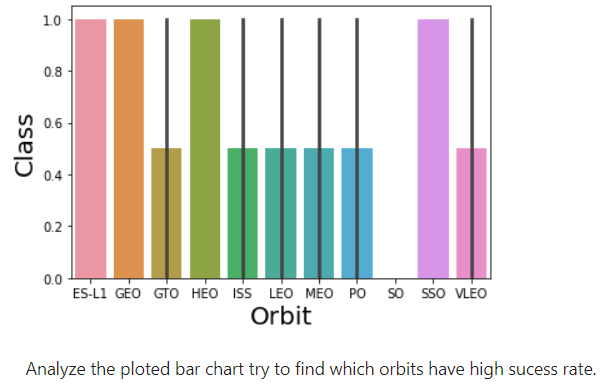 1.0
0.8
0.6
0.4
0.2
0.0
Class
ES-L1 GEO GTO HEO ISS LEO MEO PO SO SSO VLEO
Orbit
Analyze the ploted bar chart try to find which orbits have high sucess rate.